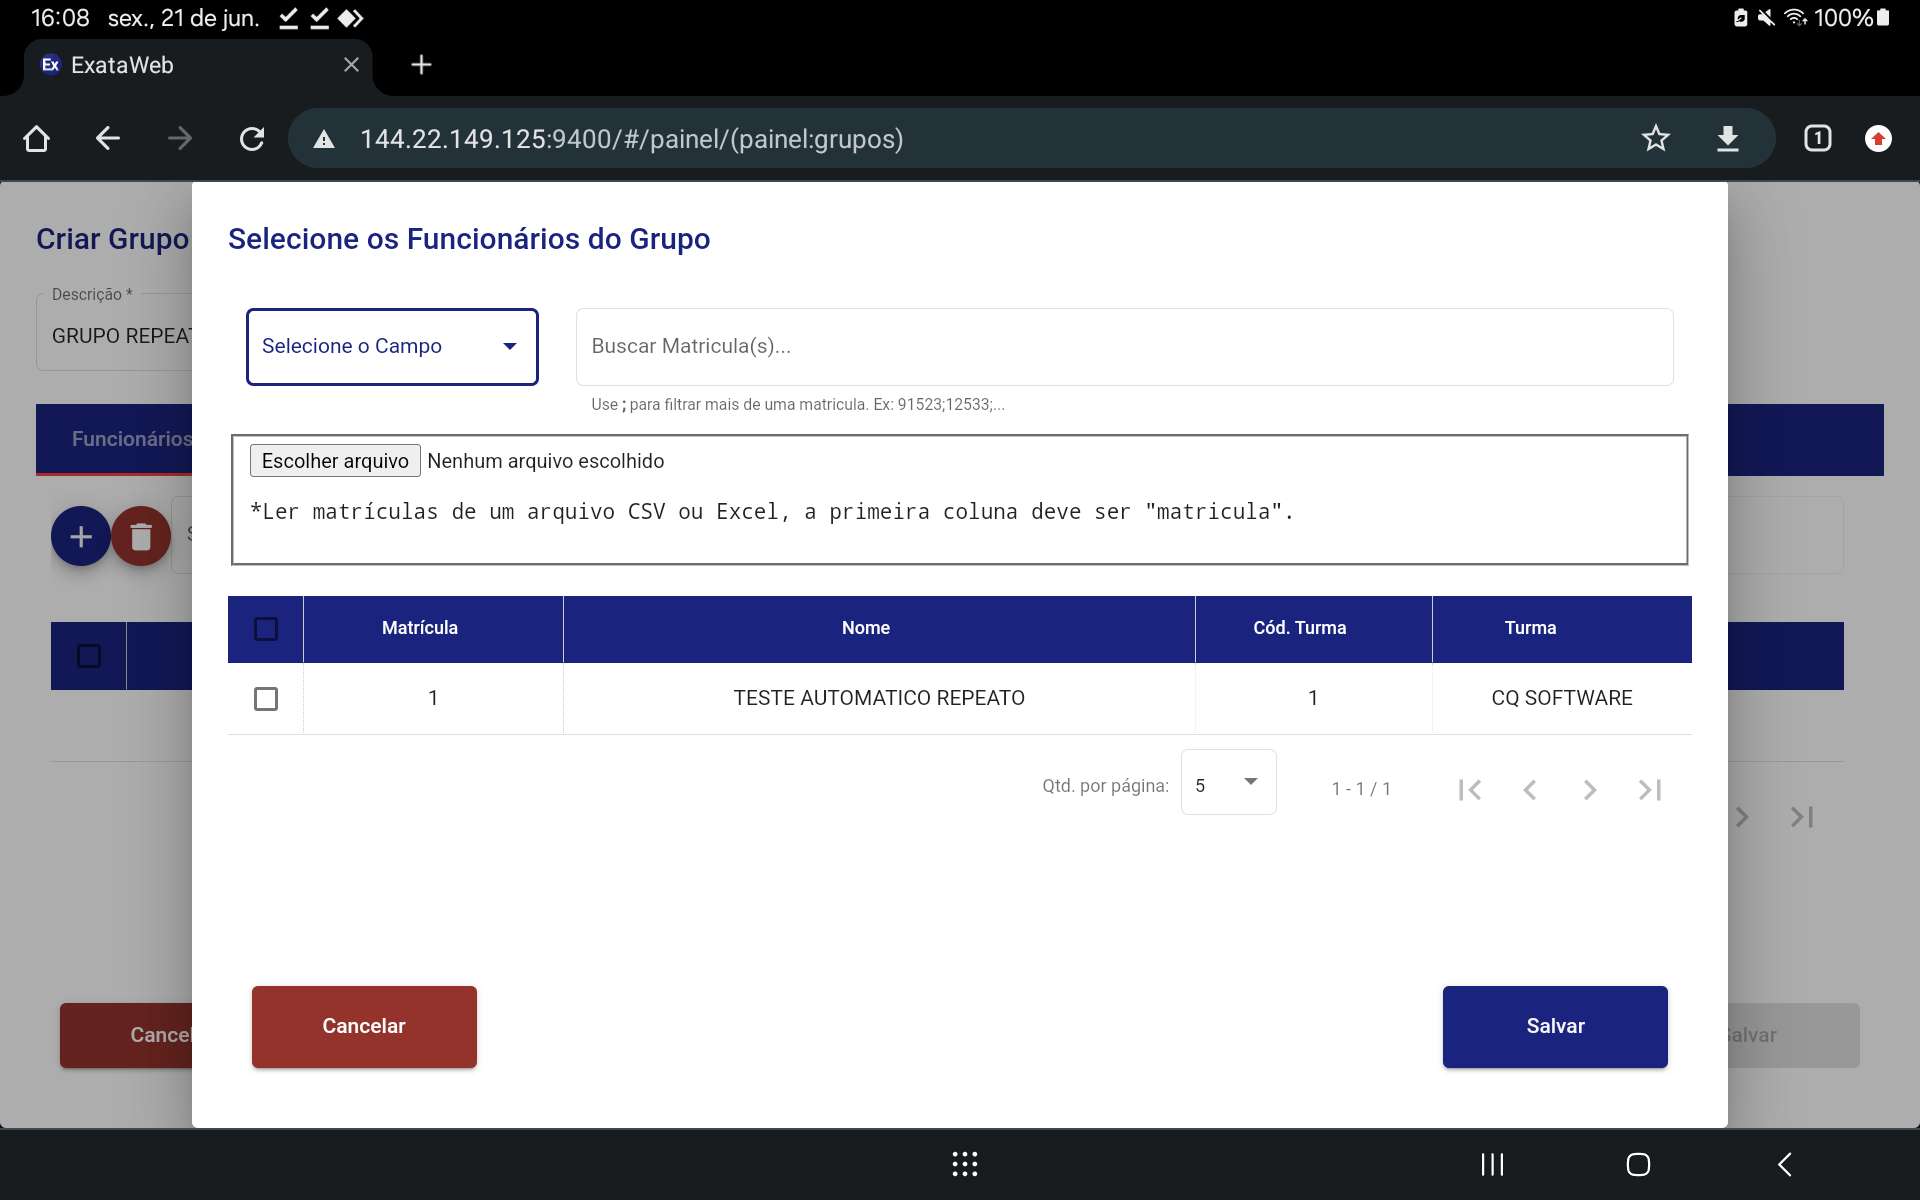 16:08 sex., 21 de jun. 100%
Ex ExataWeb
144.22.149.125:9400/#/painel/(painel:grupos) 1
Criar Grupo
Descrição *
GRUPO REPEAT
Funcionários
Selecione os Funcionários do Grupo
Selecione o Campo Buscar Matricula(s)...
Use ; para filtrar mais de uma matricula. Ex: 91523;12533;...
Escolher arquivo Nenhum arquivo escolhido
*Ler matrículas de um arquivo CSV ou Excel, a primeira coluna deve ser "matricula".
Matrícula Nome Cód. Turma Turma
1 TESTE AUTOMATICO REPEATO 1 CQ SOFTWARE
Qtd. por página: 5 1 - 1 / 1
Cancelar Salvar
Cancel Salvar